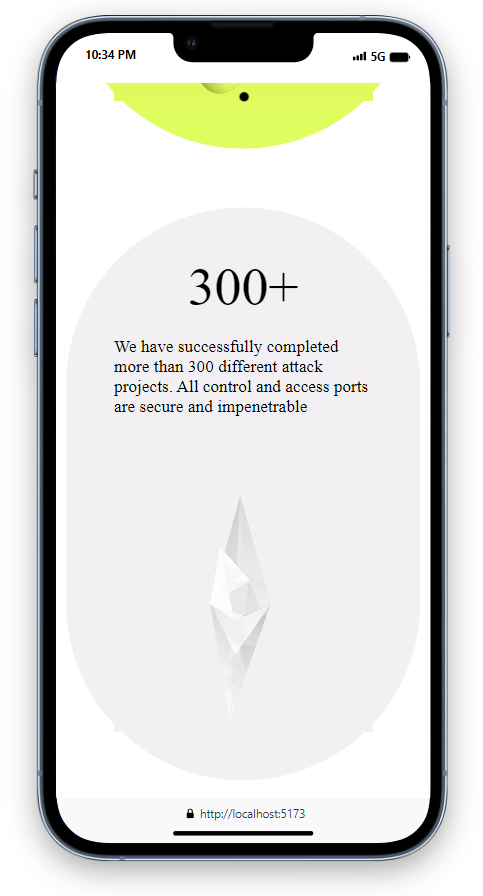 10:34 PM
5G
300+
We have successfully completed
more than 300 different attack
projects. All control and access ports
are secure and impenetrable
http://localhost:5173